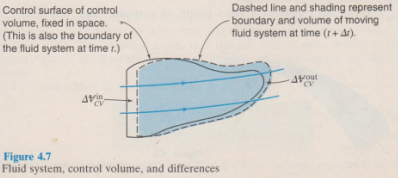 Control surface of control
volume, fixed in space.
(This is also the boundary of
the fluid system at time t.)
Dashed line and shading represent
boundary and volume of moving
fluid system at time (t + Δt).
ΔV̶ⁱⁿ_CV
ΔV̶ᵒᵘᵗ_CV
Figure 4.7
Fluid system, control volume, and differences